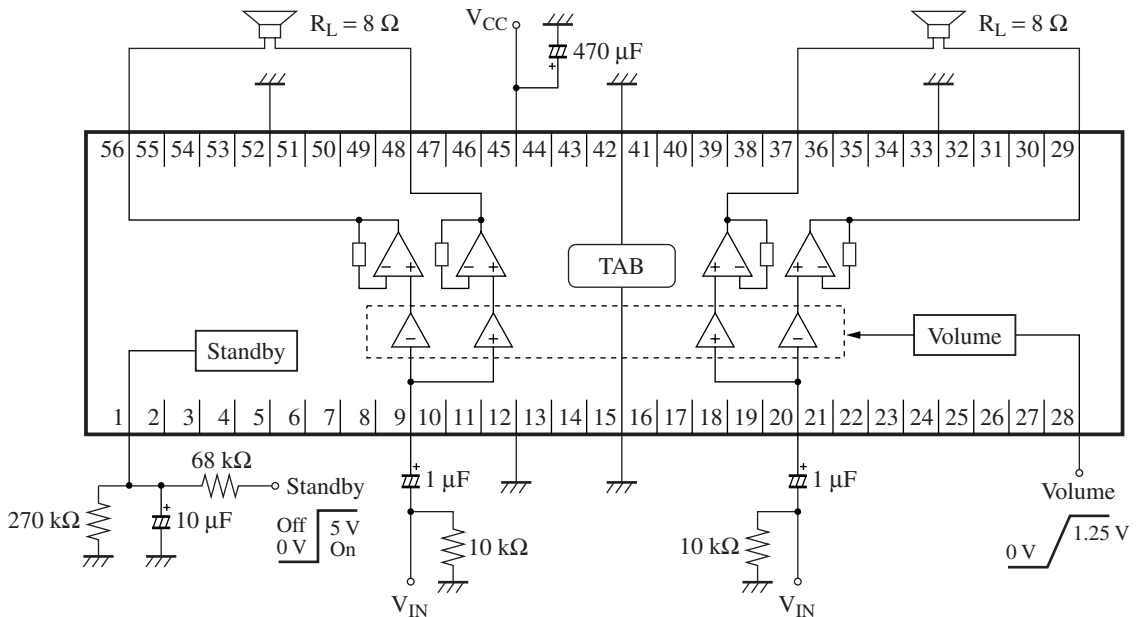 R_L = 8 Ω
V_CC
470 µF
+
R_L = 8 Ω
56 55 54 53 52 51 50 49 48 47 46 45 44 43 42 41 40 39 38 37 36 35 34 33 32 31 30 29
− + − +
TAB
+ − + −
− +
+ −
Volume
Standby
1 2 3 4 5 6 7 8 9 10 11 12 13 14 15 16 17 18 19 20 21 22 23 24 25 26 27 28
68 kΩ
Standby
+
1 µF
+
1 µF
Volume
270 kΩ
+
10 µF
Off
0 V
5 V
On
10 kΩ
10 kΩ
0 V
1.25 V
V_IN
V_IN